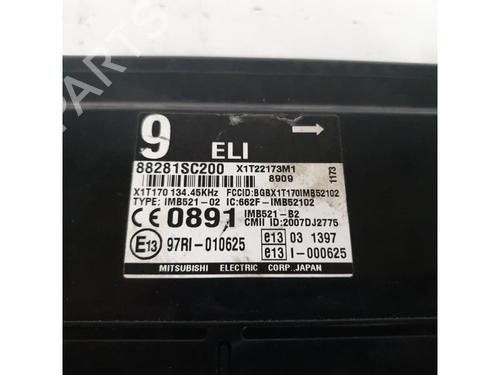 9 ELI
88281SC200 X1T22173M1
8909
1173
X1T170 134.45KHz FCCID:BGBX1T170IMB52102
TYPE: IMB521-02 IC:662F-IMB52102
CE 0891 IMB521-B2
CMII ID:2007DJ2775
E13 97RI-010625 e13 03 1397
e13 I-000625
MITSUBISHI ELECTRIC CORP. JAPAN
PARTS